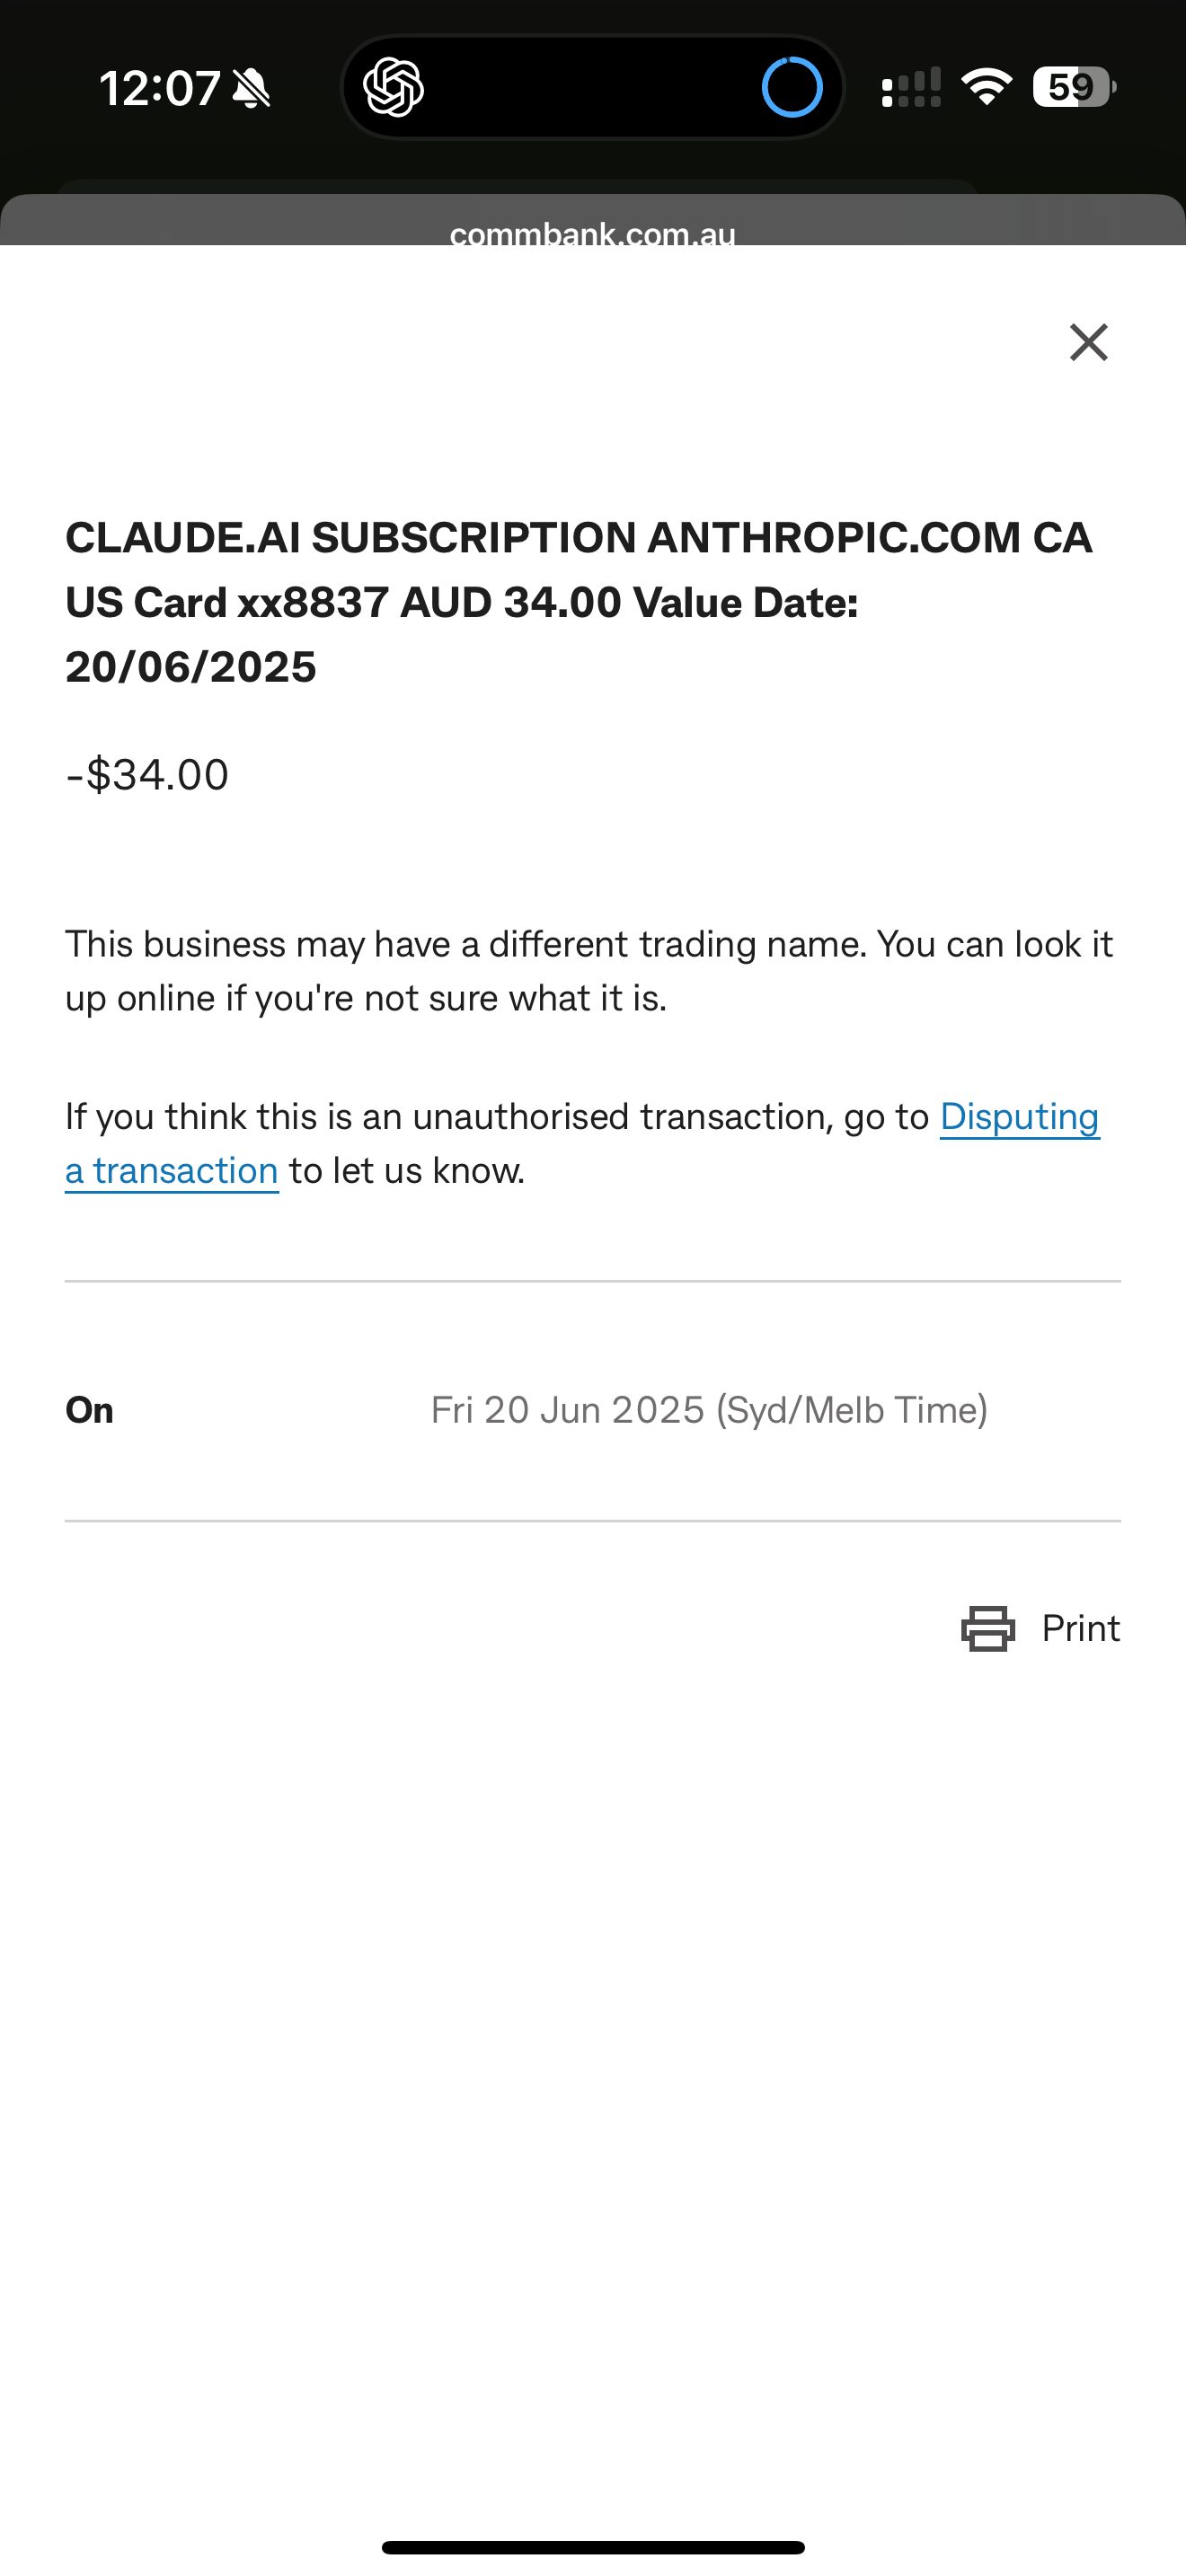 12:07
59
commbank.com.au
CLAUDE.AI SUBSCRIPTION ANTHROPIC.COM CA
US Card xx8837 AUD 34.00 Value Date:
20/06/2025
-$34.00
This business may have a different trading name. You can look it
up online if you're not sure what it is.
If you think this is an unauthorised transaction, go to Disputing
a transaction to let us know.
On Fri 20 Jun 2025 (Syd/Melb Time)
Print